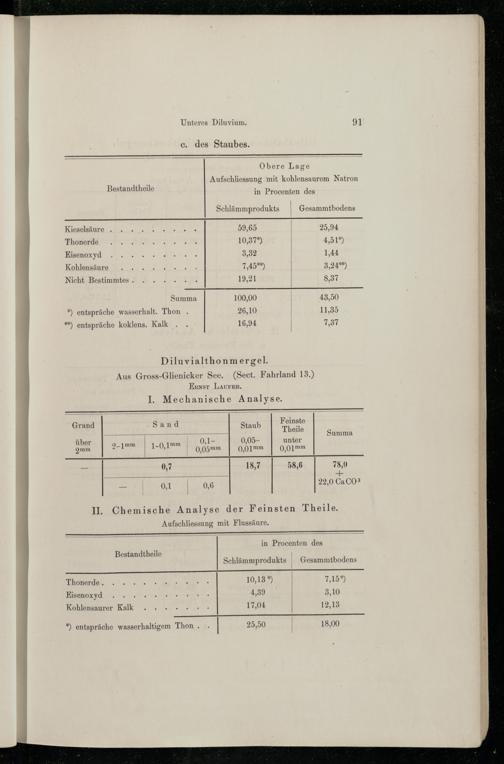 Unteres Diluvium. 91
c. des Staubes.
Bestandtheile
Obere Lage
Aufschliessung mit kohlensaurem Natron
in Procenten des
Schlämmprodukts Gesammtbodens
Kieselsäure . . . . . . . . . 59,65 25,94
Thonerde . . . . . . . . . 10,37*) 4,51*)
Eisenoxyd . . . . . . . . . 3,32 1,44
Kohlensäure . . . . . . . . 7,45**) 3,24**)
Nicht Bestimmtes . . . . . . . 19,21 8,37
Summa 100,00 43,50
*) entspräche wasserhalt. Thon . 26,10 11,35
**) entspräche koklens. Kalk . . 16,94 7,37
Diluvialthonmergel.
Aus Gross-Glienicker See. (Sect. Fahrland 13.)
Ernst Laufer.
I. Mechanische Analyse.
Grand
über
2mm
Sand
2–1mm 1–0,1mm 0,1–
0,05mm
Staub
0,05–
0,01mm
Feinste
Theile
unter
0,01mm
Summa
— 0,7 18,7 58,6 78,0
+
— 0,1 0,6 22,0 CaCO³
II. Chemische Analyse der Feinsten Theile.
Aufschliessung mit Flussäure.
Bestandtheile
in Procenten des
Schlämmprodukts Gesammtbodens
Thonerde . . . . . . . . . . . 10,13 *) 7,15*)
Eisenoxyd . . . . . . . . . . 4,39 3,10
Kohlensaurer Kalk . . . . . . . 17,04 12,13
*) entspräche wasserhaltigem Thon . . 25,50 18,00